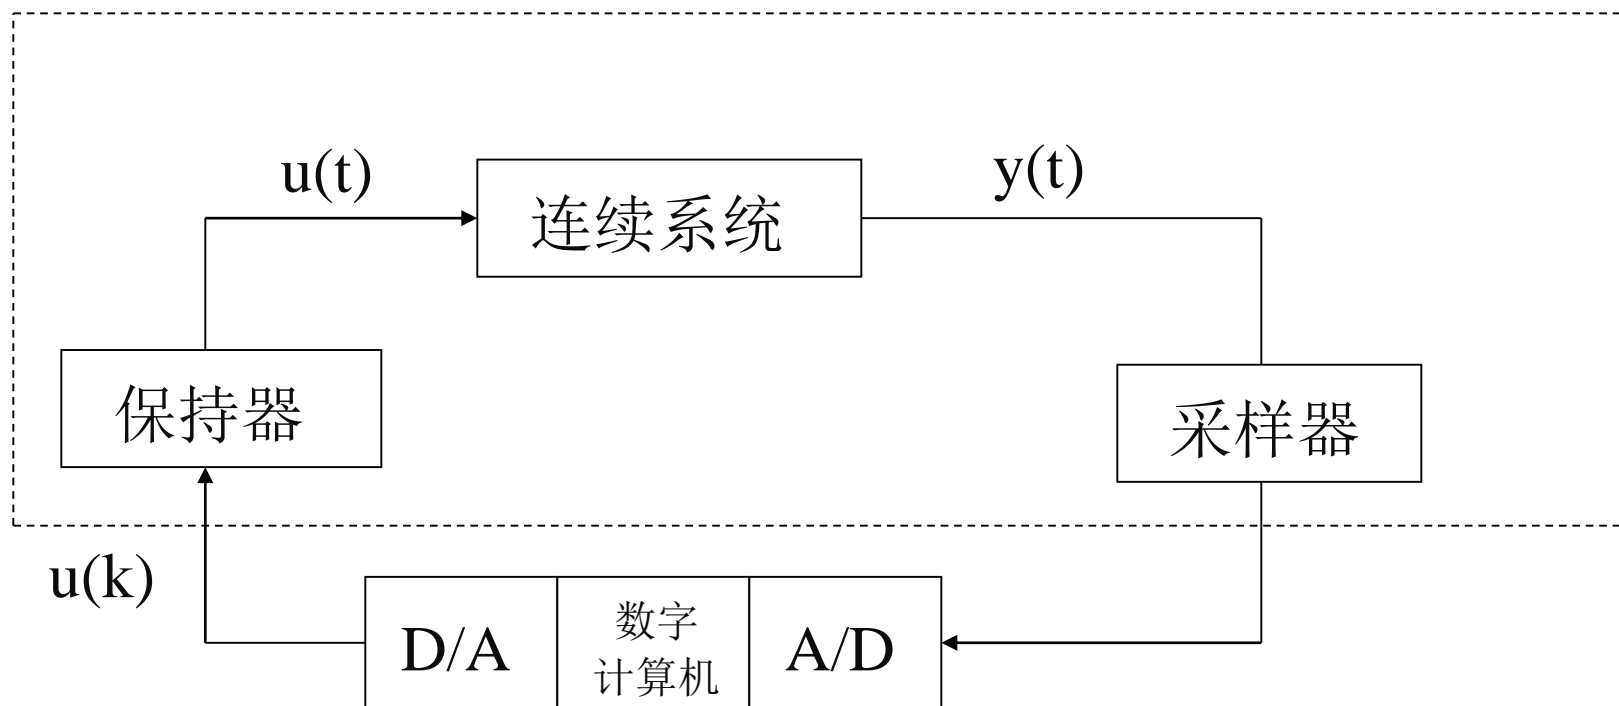 u(t)
y(t)
连续系统
保持器
采样器
u(k)
D/A
数字
计算机
A/D